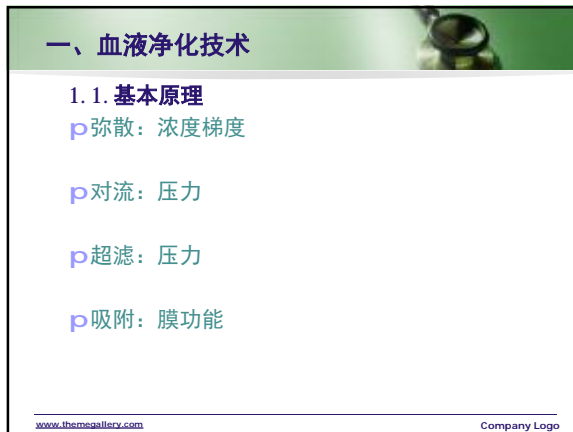 一、血液净化技术
1.1.基本原理
p弥散：浓度梯度
p对流：压力
p超滤：压力
p吸附：膜功能
www.themegallery.com
Company Logo